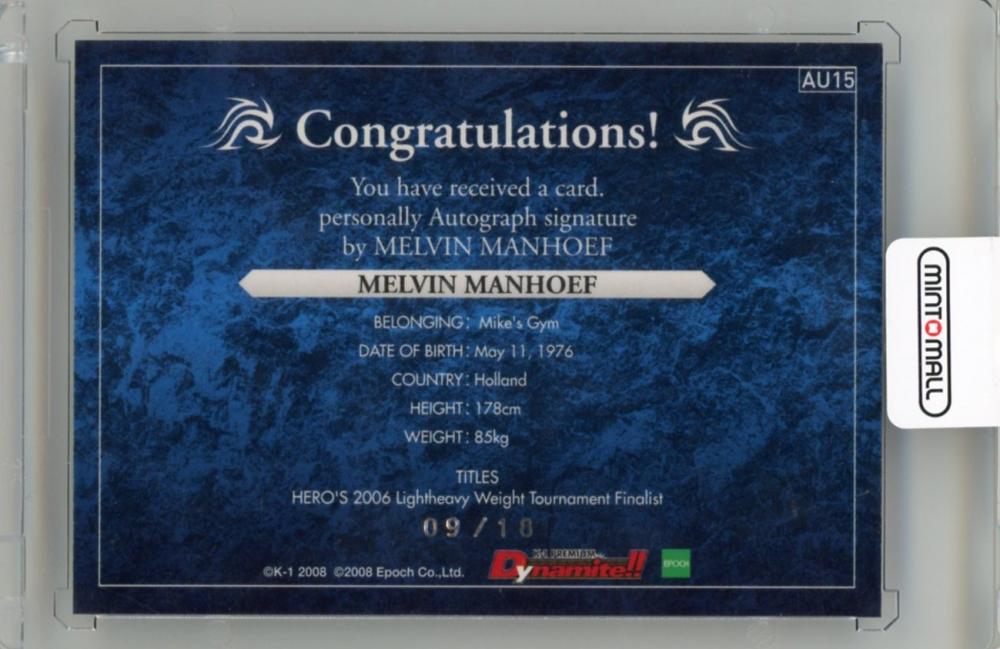 AU15
Congratulations!
You have received a card.
personally Autograph signature
by MELVIN MANHOEF
MELVIN MANHOEF
BELONGING: Mike's Gym
DATE OF BIRTH: May 11, 1976
COUNTRY: Holland
HEIGHT: 178cm
WEIGHT: 85kg
TITLES
HERO'S 2006 Lightheavy Weight Tournament Finalist
09/18
©K-1 2008 ©2008 Epoch Co.,Ltd.
K-1 PREMIUM
Dynamite!!
EPOCH
MINTOMALL